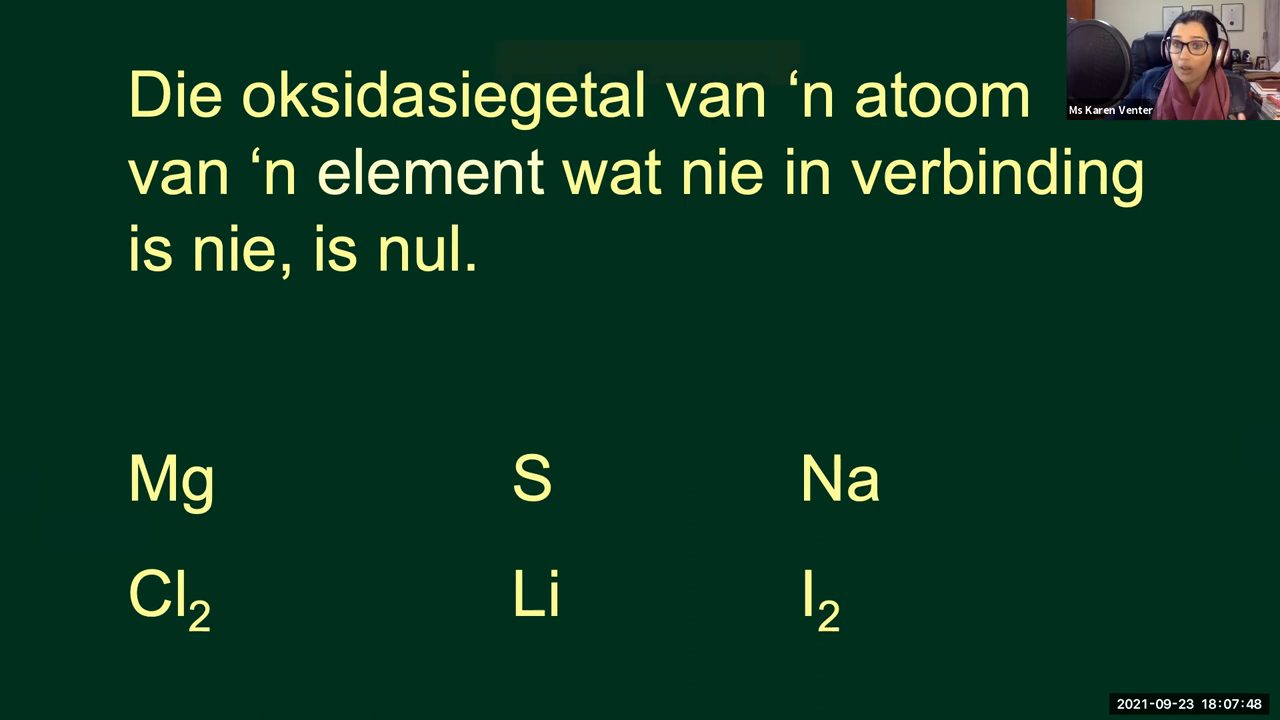 Die oksidasiegetal van ‘n atoom
van ‘n element wat nie in verbinding
is nie, is nul.
Ms Karen Venter
Mg S Na
Cl₂ Li I₂
2021-09-23 18:07:48